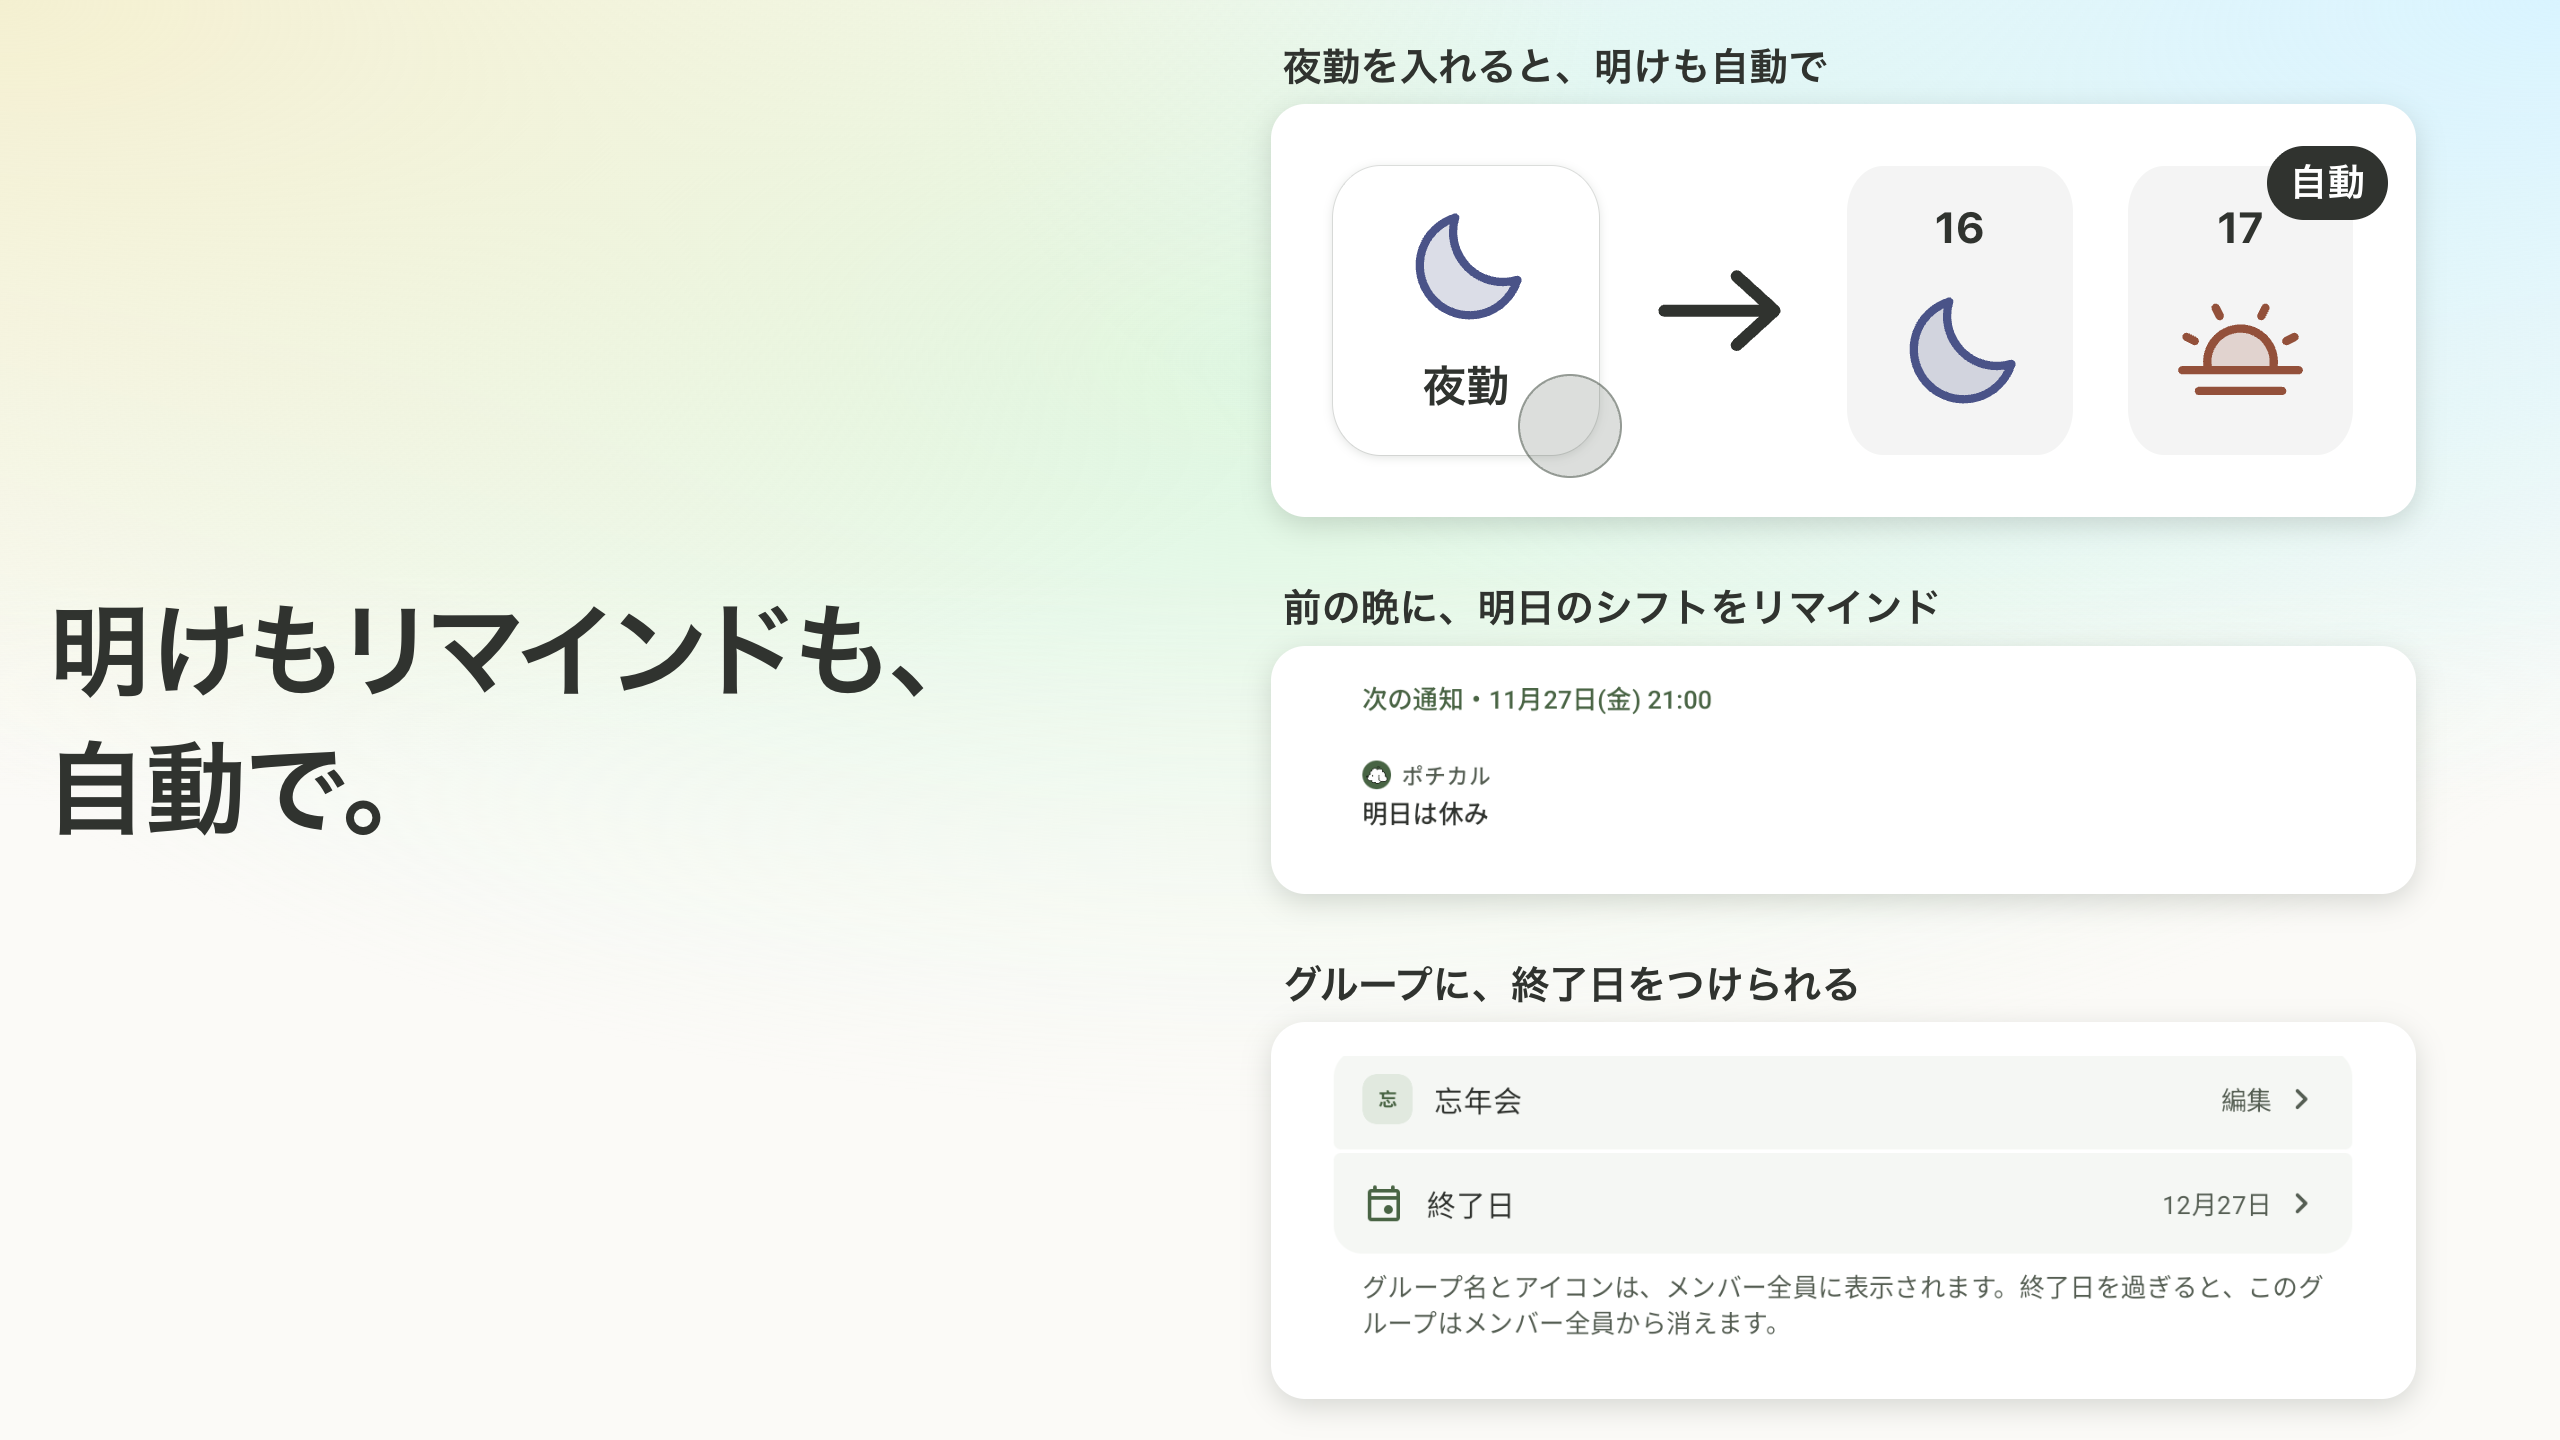 明けもリマインドも、
自動で。
夜勤を入れると、明けも自動で
夜勤
16
17
自動
前の晩に、明日のシフトをリマインド
次の通知・11月27日(金) 21:00
ポチカル
明日は休み
グループに、終了日をつけられる
忘 忘年会 編集
終了日 12月27日
グループ名とアイコンは、メンバー全員に表示されます。終了日を過ぎると、このグ
ループはメンバー全員から消えます。